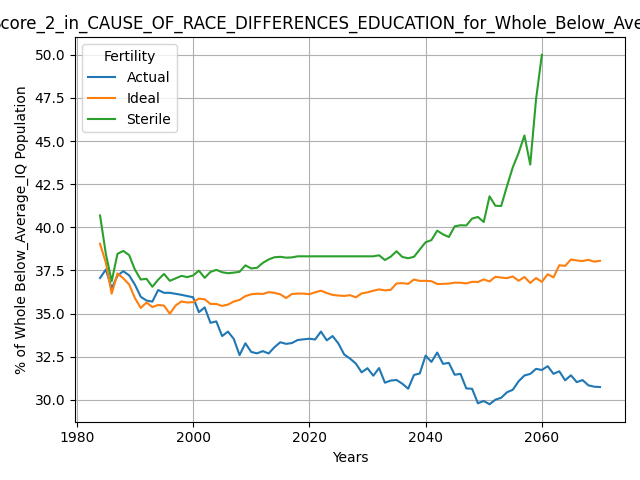 core_2_in_CAUSE_OF_RACE_DIFFERENCES_EDUCATION_for_Whole_Below_Ave
Fertility
Actual
Ideal
Sterile
% of Whole Below_Average_IQ Population
50.0
47.5
45.0
42.5
40.0
37.5
35.0
32.5
30.0
1980
2000
2020
2040
2060
Years